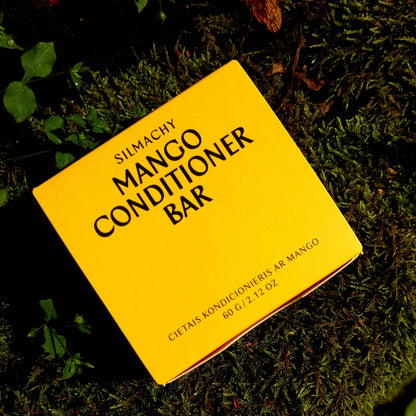 SILMACHY
MANGO
CONDITIONER
BAR
CIETAIS KONDICIONIERIS AR MANGO
60 G / 2.12 OZ